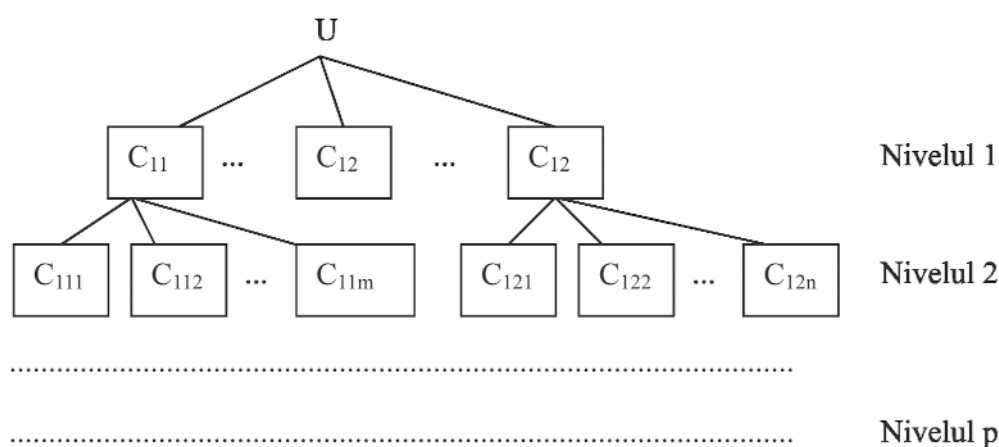 U
C11 ... C12 ... C12 Nivelul 1
C111 C112 ... C11m C121 C122 ... C12n Nivelul 2
Nivelul p